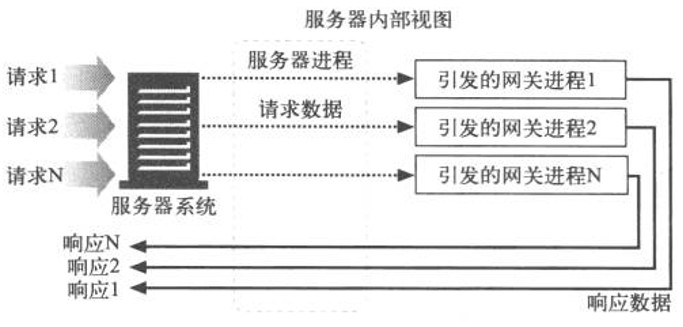 服务器内部视图
请求1
服务器进程
引发的网关进程1
请求2
请求数据
引发的网关进程2
请求N
引发的网关进程N
服务器系统
响应N
响应2
响应1
响应数据